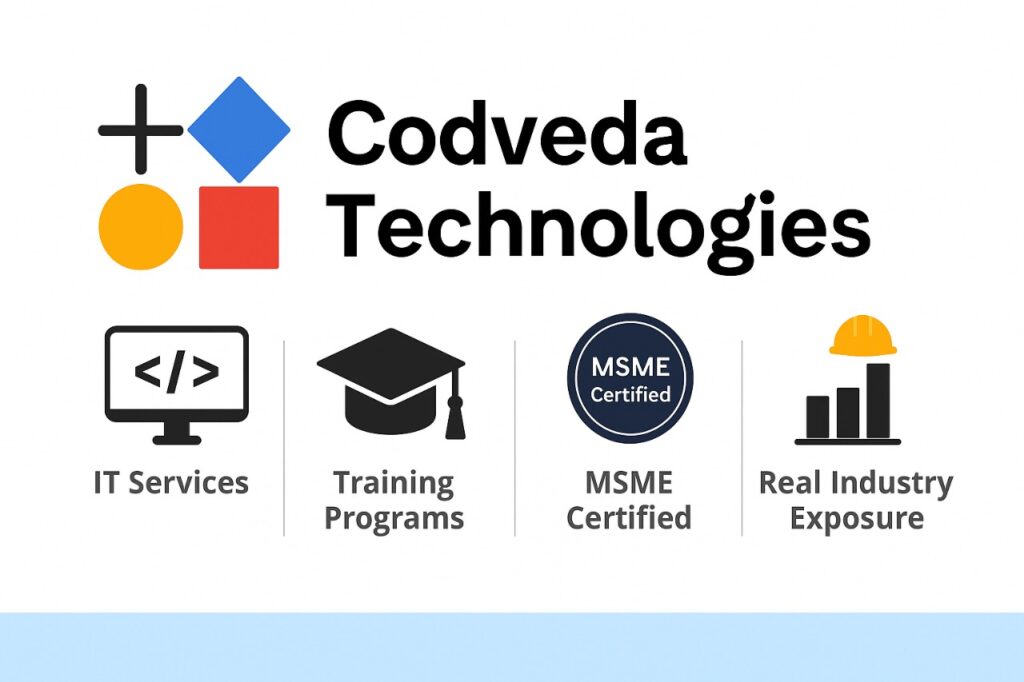 Codveda
Technologies
</>
IT Services
Training
Programs
MSME
Certified
MSME
Certified
Real Industry
Exposure